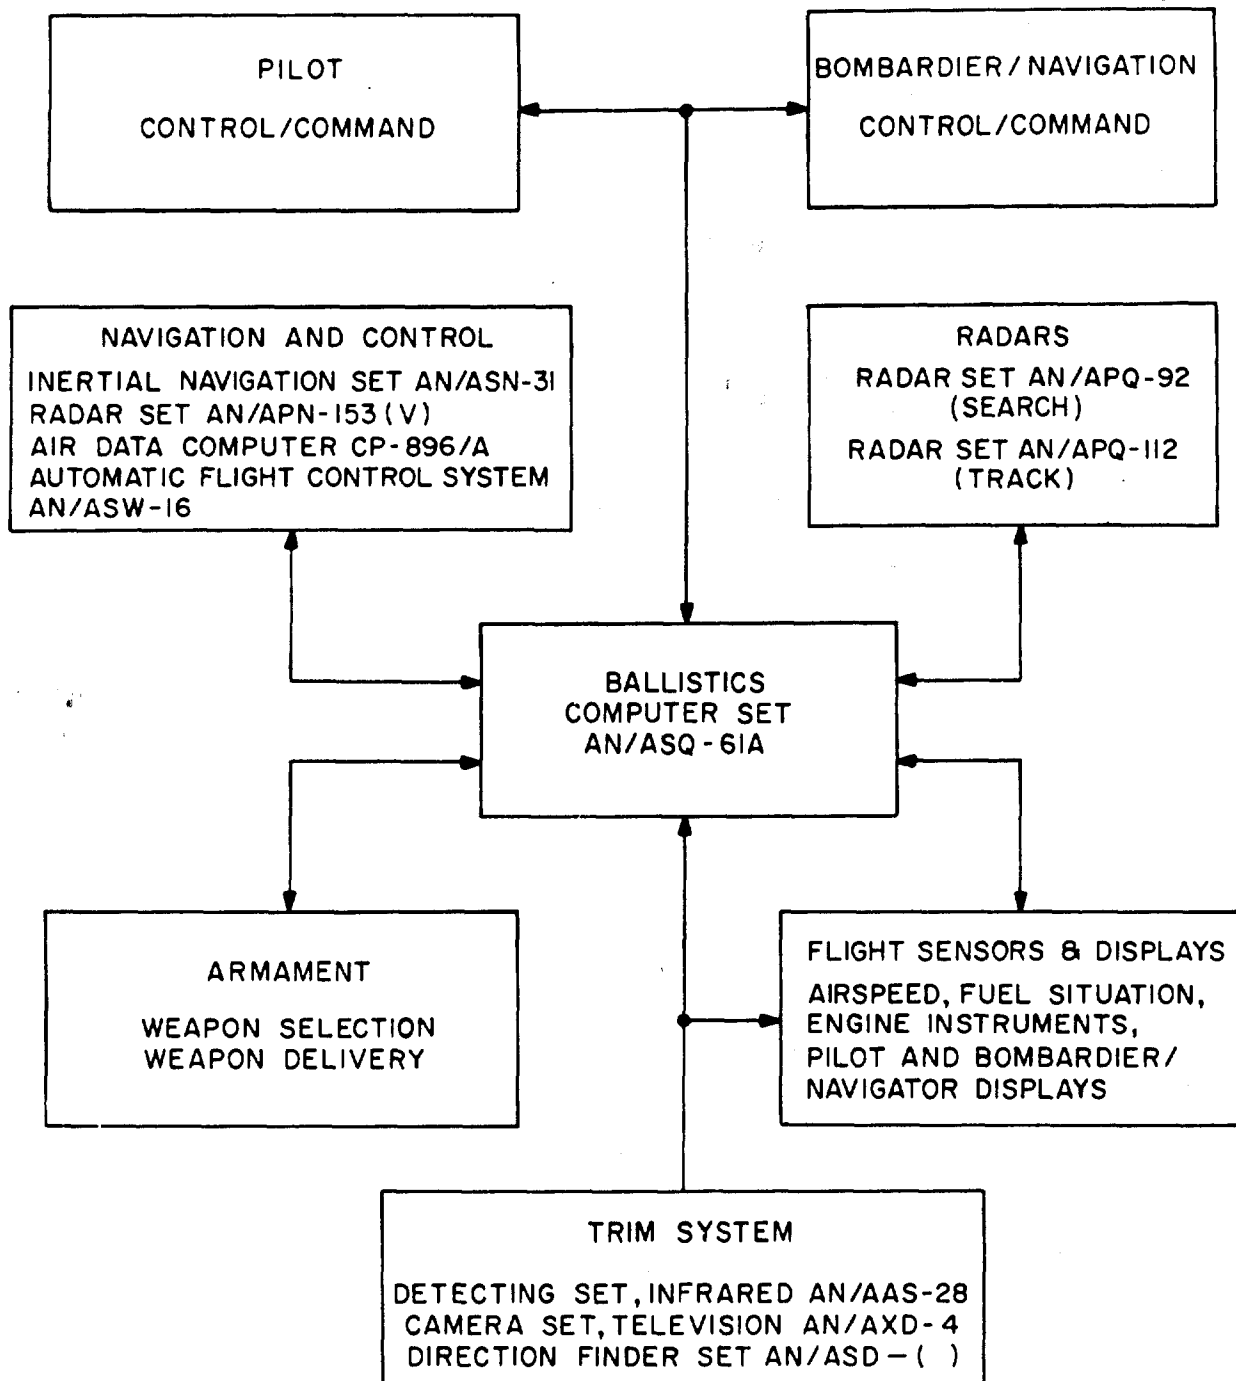 PILOT
CONTROL/COMMAND
BOMBARDIER/NAVIGATION
CONTROL/COMMAND
NAVIGATION AND CONTROL
INERTIAL NAVIGATION SET AN/ASN-31
RADAR SET AN/APN-153(V)
AIR DATA COMPUTER CP-896/A
AUTOMATIC FLIGHT CONTROL SYSTEM
AN/ASW-16
RADARS
RADAR SET AN/APQ-92
(SEARCH)
RADAR SET AN/APQ-112
(TRACK)
BALLISTICS
COMPUTER SET
AN/ASQ-61A
ARMAMENT
WEAPON SELECTION
WEAPON DELIVERY
FLIGHT SENSORS & DISPLAYS
AIRSPEED, FUEL SITUATION,
ENGINE INSTRUMENTS,
PILOT AND BOMBARDIER/
NAVIGATOR DISPLAYS
TRIM SYSTEM
DETECTING SET, INFRARED AN/AAS-28
CAMERA SET, TELEVISION AN/AXD-4
DIRECTION FINDER SET AN/ASD-( )